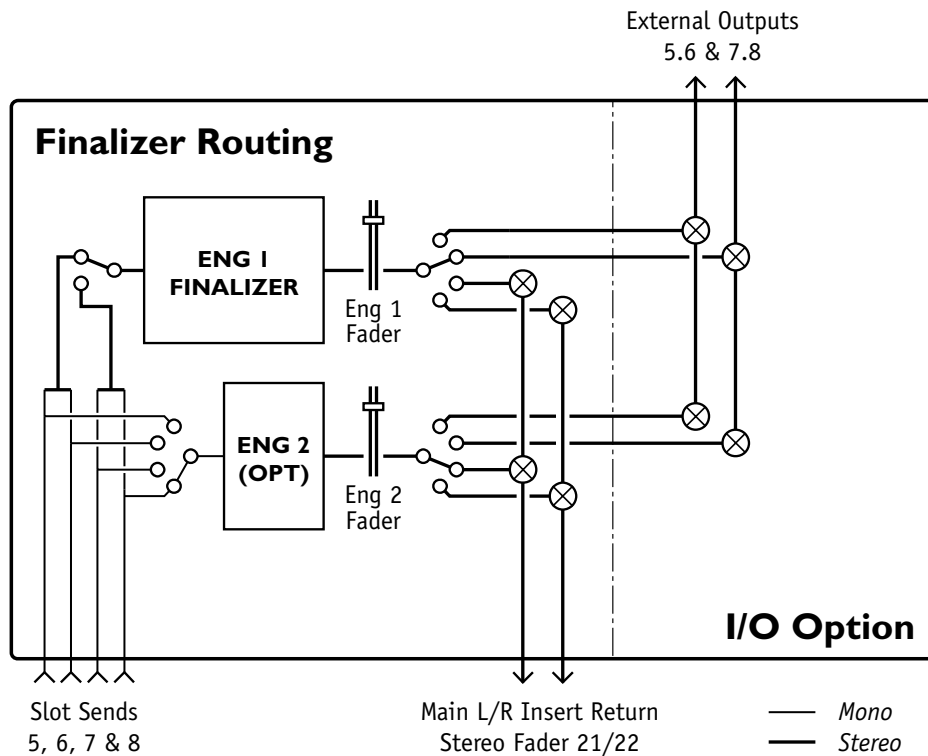 External Outputs
5.6 & 7.8
Finalizer Routing
ENG 1
FINALIZER
Eng 1
Fader
ENG 2
(OPT)
Eng 2
Fader
I/O Option
Slot Sends
5, 6, 7 & 8
Main L/R Insert Return
Stereo Fader 21/22
Mono
Stereo